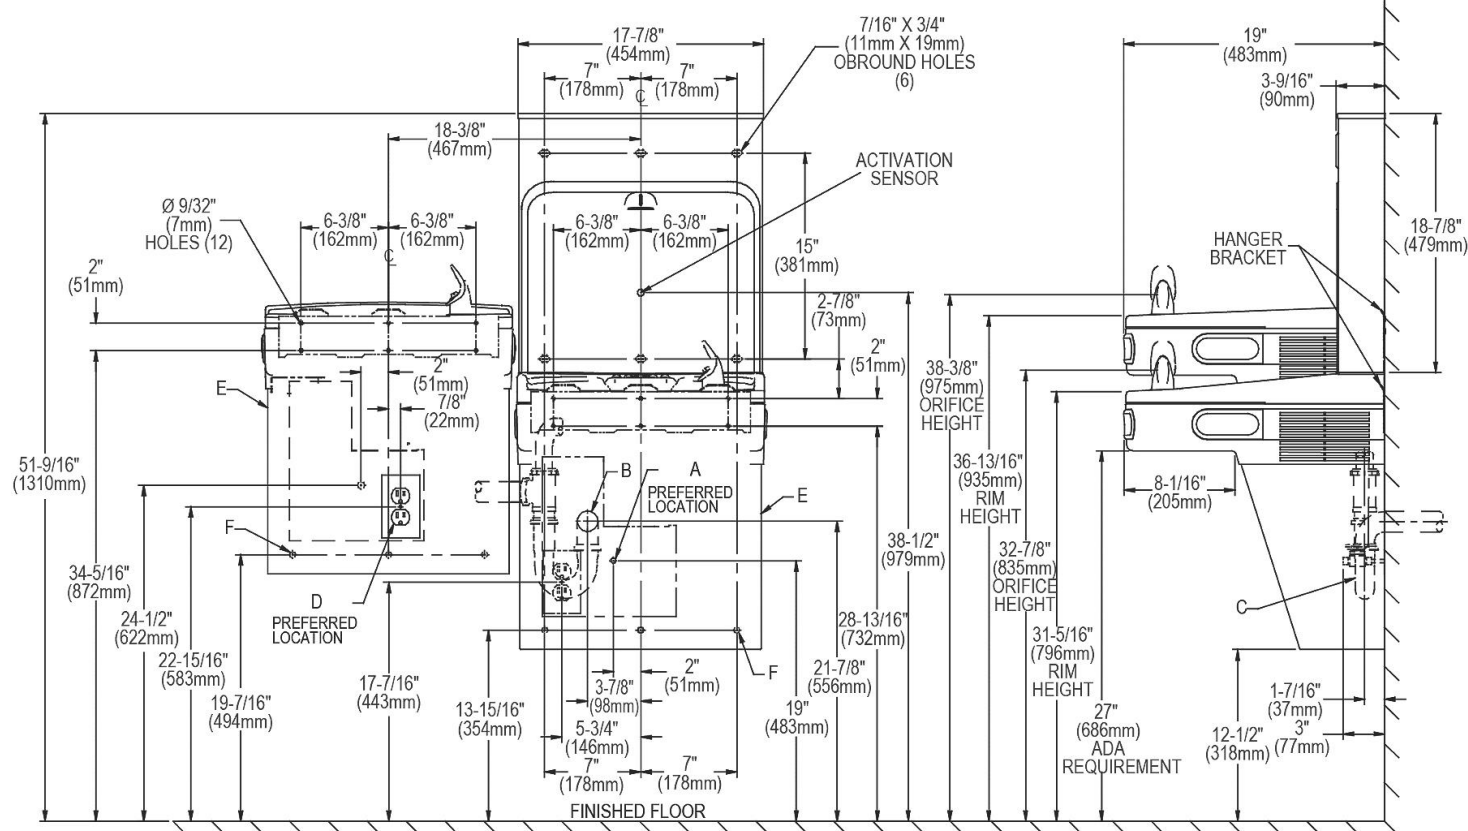 17-7/8"
(454mm)
7"
(178mm)
7"
(178mm)
℄
7/16" X 3/4"
(11mm X 19mm)
OBROUND HOLES
(6)
19"
(483mm)
3-9/16"
(90mm)
18-3/8"
(467mm)
ACTIVATION
SENSOR
Ø 9/32"
(7mm)
HOLES (12)
6-3/8"
(162mm)
6-3/8"
(162mm)
℄
6-3/8"
(162mm)
6-3/8"
(162mm)
15"
(381mm)
HANGER
BRACKET
18-7/8"
(479mm)
2"
(51mm)
2-7/8"
(73mm)
2"
(51mm)
2"
(51mm)
7/8"
(22mm)
E
38-3/8"
(975mm)
ORIFICE
HEIGHT
51-9/16"
(1310mm)
B
A
PREFERRED
LOCATION
E
36-13/16"
(935mm)
RIM
HEIGHT
8-1/16"
(205mm)
F
38-1/2"
(979mm)
32-7/8"
(835mm)
ORIFICE
HEIGHT
34-5/16"
(872mm)
D
PREFERRED
LOCATION
C
24-1/2"
(622mm)
28-13/16"
(732mm)
31-5/16"
(796mm)
RIM
HEIGHT
22-15/16"
(583mm)
17-7/16"
(443mm)
2"
(51mm)
F
21-7/8"
(556mm)
19-7/16"
(494mm)
13-15/16"
(354mm)
3-7/8"
(98mm)
19"
(483mm)
1-7/16"
(37mm)
27"
(686mm)
ADA
REQUIREMENT
12-1/2"
(318mm)
3"
(77mm)
5-3/4"
(146mm)
7"
(178mm)
7"
(178mm)
FINISHED FLOOR